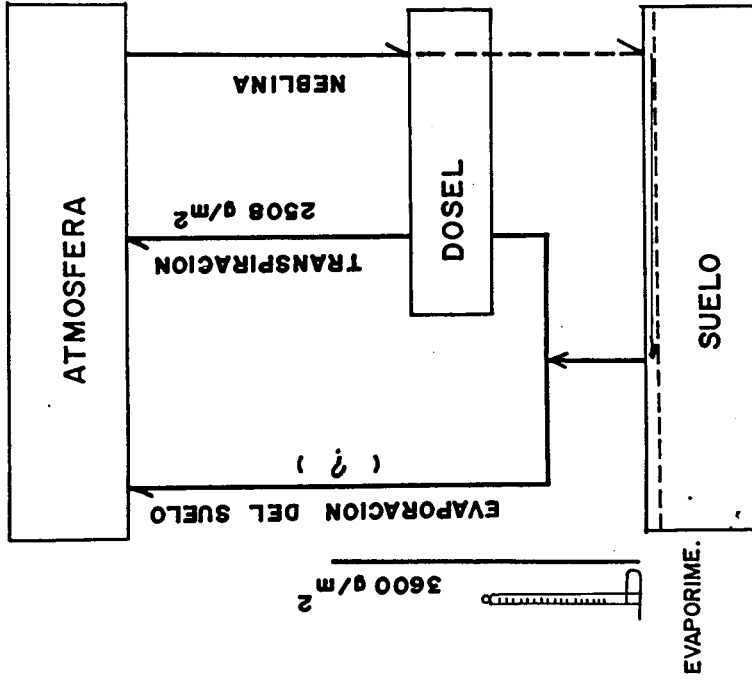 ATMOSFERA
NEBLINA
2508 g/m²
TRANSPIRACION
DOSEL
( ? )
EVAPORACION DEL SUELO
3600 g/m²
SUELO
EVAPORIME.